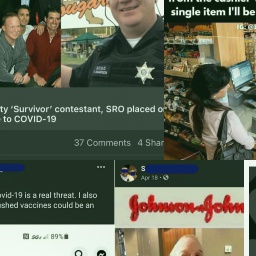 from the cashier
single item I'll be
ty ‘Survivor’ contestant, SRO placed o
to COVID-19
37 Comments 4 Shar
S
Apr 18
ovid-19 is a real threat. I also
shed vaccines could be an
Johnson&John
89%